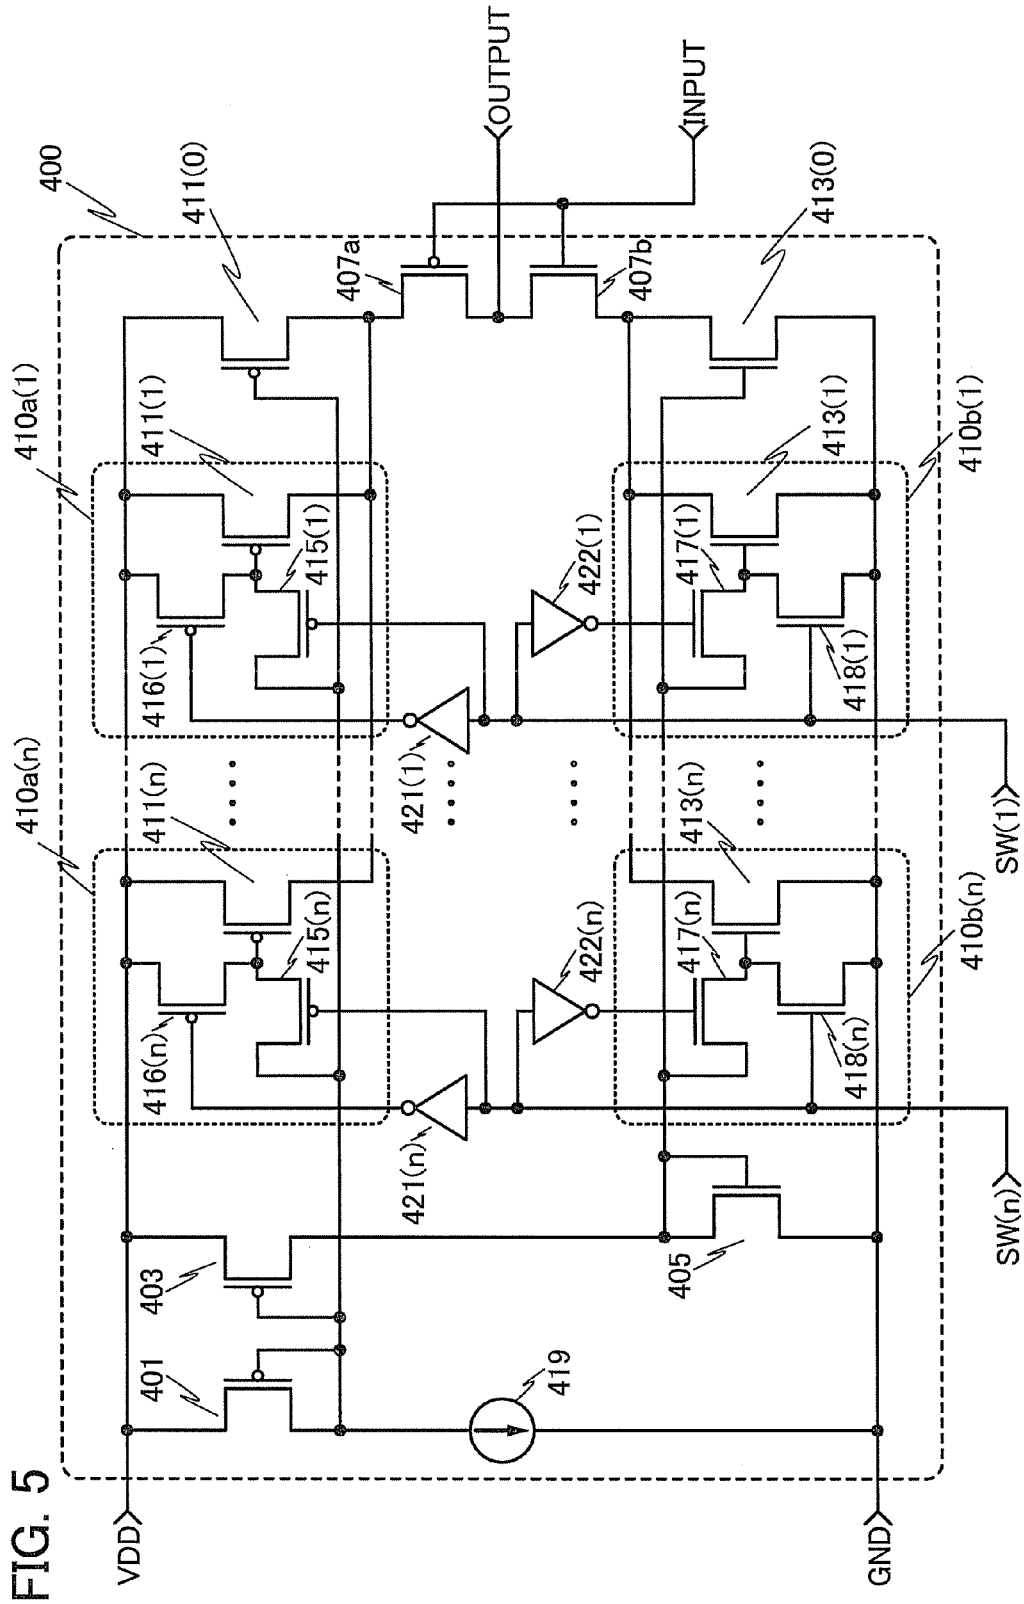 FIG. 5
400
410a(n)
410a(1)
411(n)
411(1)
411(0)
VDD
401
403
416(n)
415(n)
416(1)
415(1)
407a
OUTPUT
421(n)
421(1)
419
422(n)
422(1)
407b
INPUT
405
417(n)
413(n)
417(1)
413(1)
413(0)
418(n)
418(1)
GND
410b(n)
410b(1)
SW(n)
SW(1)